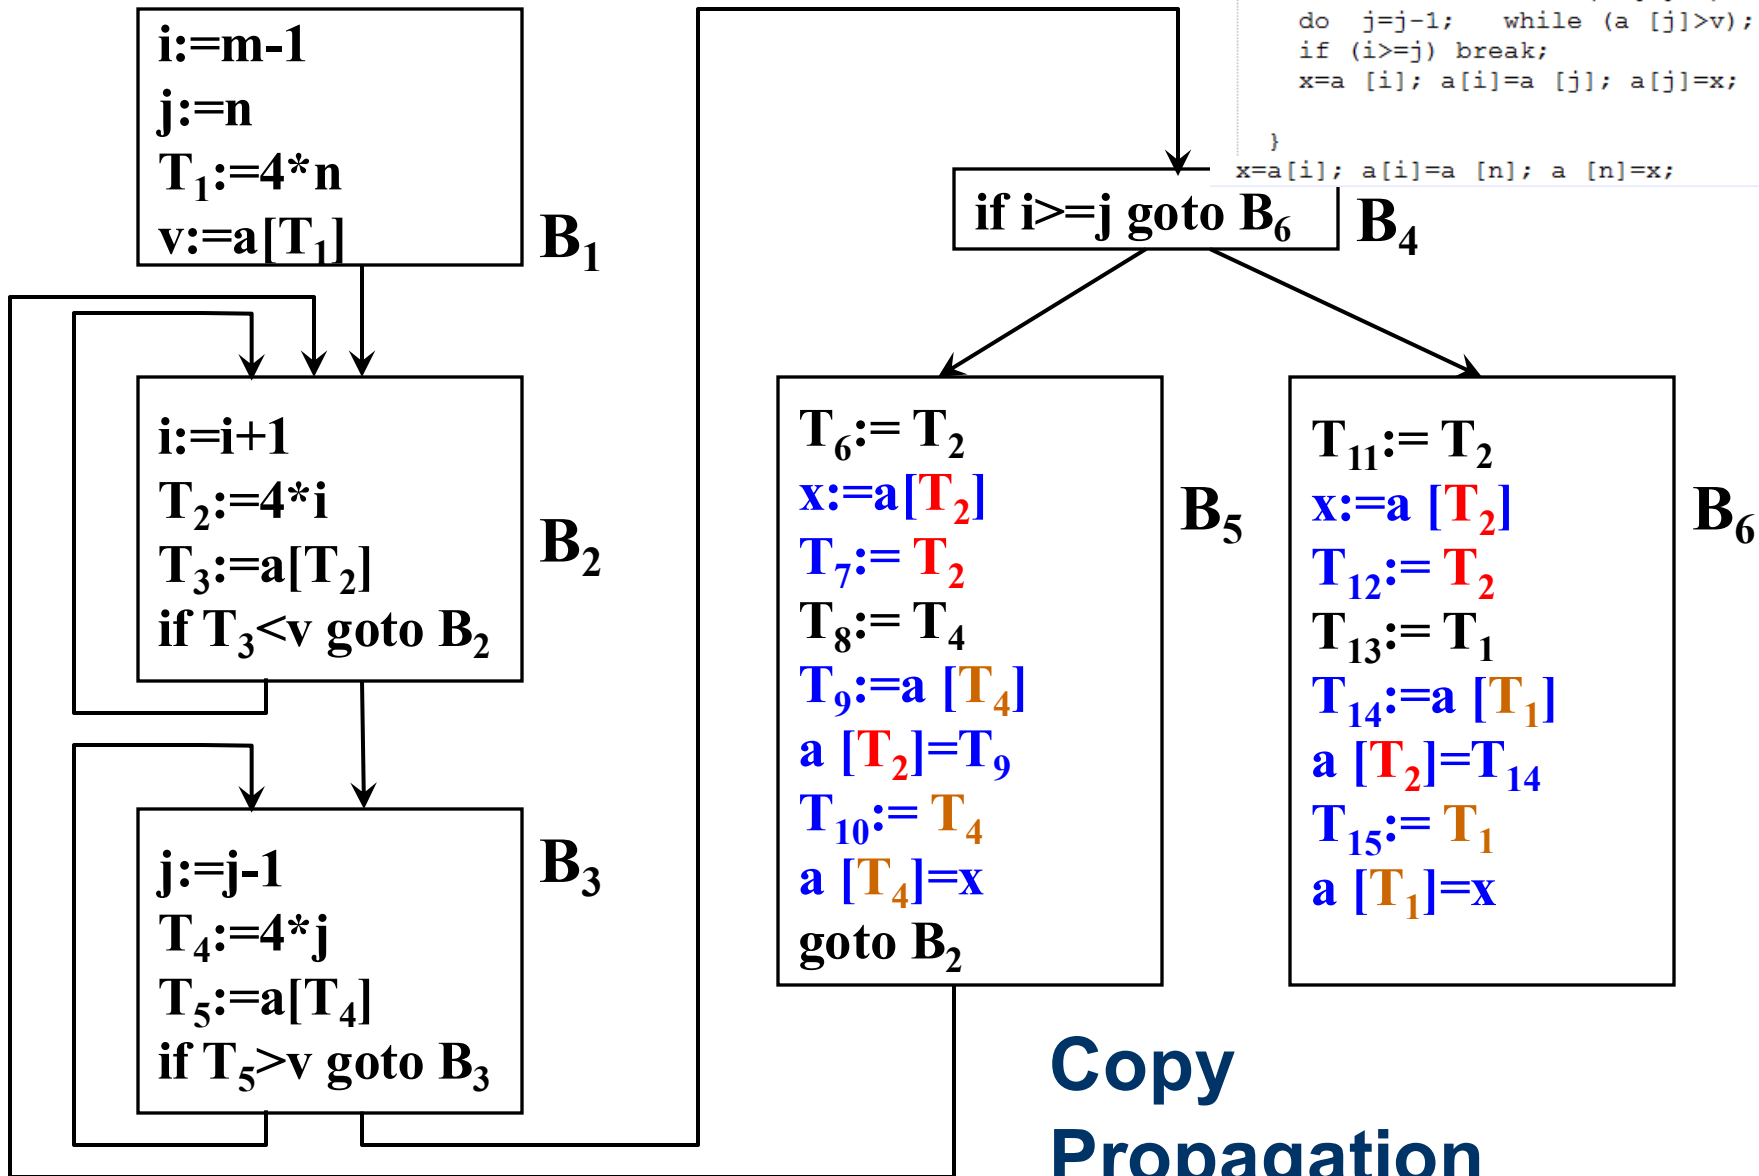 i:=m-1
j:=n
T₁:=4*n
v:=a[T₁]
B₁
i:=i+1
T₂:=4*i
T₃:=a[T₂]
if T₃<v goto B₂
B₂
j:=j-1
T₄:=4*j
T₅:=a[T₄]
if T₅>v goto B₃
B₃
do j=j-1; while (a [j]>v);
if (i>=j) break;
x=a [i]; a[i]=a [j]; a[j]=x;
}
x=a[i]; a[i]=a [n]; a [n]=x;
if i>=j goto B₆
B₄
T₆:= T₂
x:=a[T₂]
T₇:= T₂
T₈:= T₄
T₉:=a [T₄]
a [T₂]=T₉
T₁₀:= T₄
a [T₄]=x
goto B₂
B₅
T₁₁:= T₂
x:=a [T₂]
T₁₂:= T₂
T₁₃:= T₁
T₁₄:=a [T₁]
a [T₂]=T₁₄
T₁₅:= T₁
a [T₁]=x
B₆
Copy
Propagation